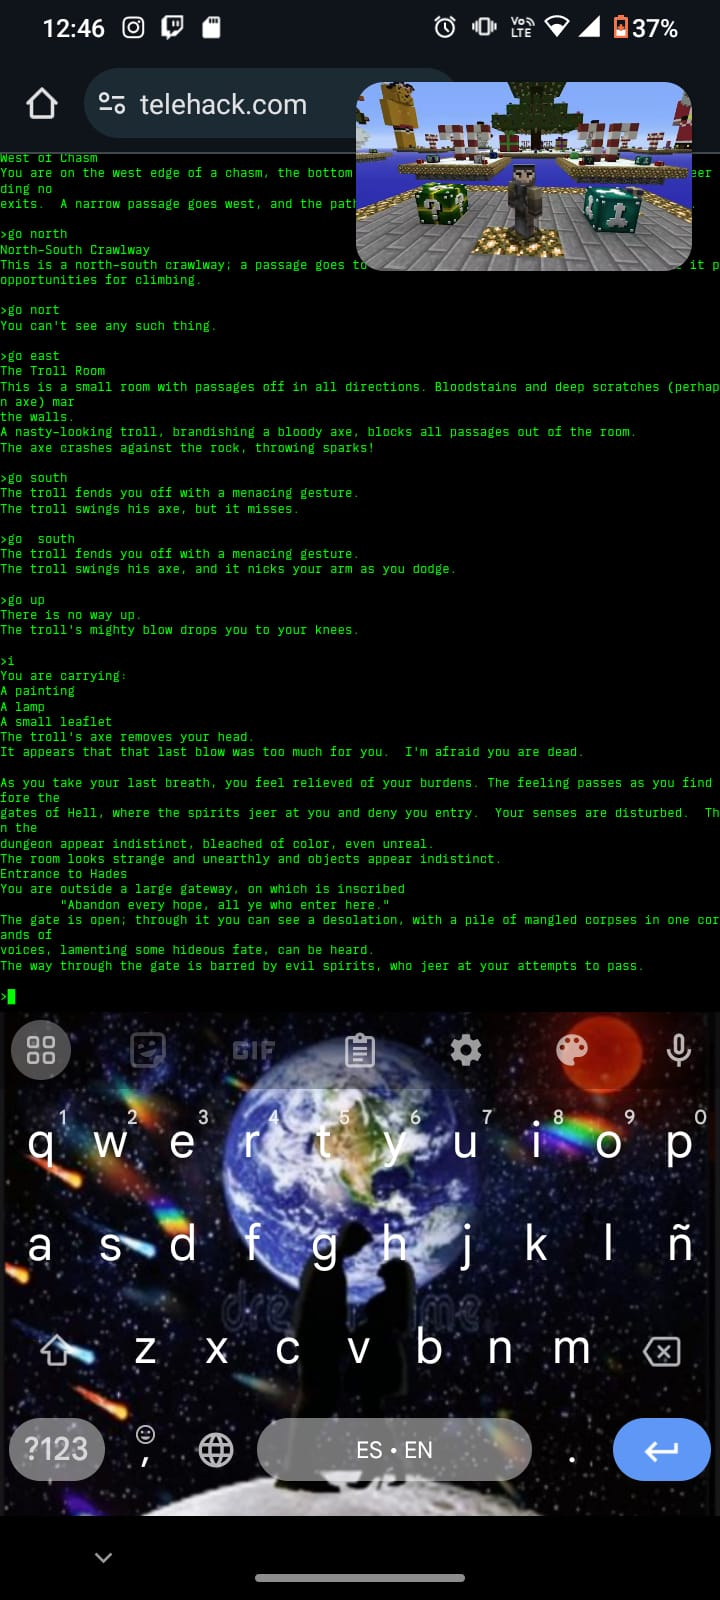 12:46
Vo)) LTE
37%
telehack.com
West of Chasm
You are on the west edge of a chasm, the bottom
ding no
exits.  A narrow passage goes west, and the path
>go north
North-South Crawlway
This is a north-south crawlway; a passage goes to it p
opportunities for climbing.
>go nort
You can't see any such thing.
>go east
The Troll Room
This is a small room with passages off in all directions. Bloodstains and deep scratches (perhap
n axe) mar
the walls.
A nasty-looking troll, brandishing a bloody axe, blocks all passages out of the room.
The axe crashes against the rock, throwing sparks!
>go south
The troll fends you off with a menacing gesture.
The troll swings his axe, but it misses.
>go  south
The troll fends you off with a menacing gesture.
The troll swings his axe, and it nicks your arm as you dodge.
>go up
There is no way up.
The troll's mighty blow drops you to your knees.
>i
You are carrying:
A painting
A lamp
A small leaflet
The troll's axe removes your head.
It appears that that last blow was too much for you.  I'm afraid you are dead.
As you take your last breath, you feel relieved of your burdens. The feeling passes as you find
fore the
gates of Hell, where the spirits jeer at you and deny you entry.  Your senses are disturbed.  Th
n the
dungeon appear indistinct, bleached of color, even unreal.
The room looks strange and unearthly and objects appear indistinct.
Entrance to Hades
You are outside a large gateway, on which is inscribed
"Abandon every hope, all ye who enter here."
The gate is open; through it you can see a desolation, with a pile of mangled corpses in one cor
ands of
voices, lamenting some hideous fate, can be heard.
The way through the gate is barred by evil spirits, who jeer at your attempts to pass.
>
GIF
1 2 3 4 5 6 7 8 9 0
q w e r t y u i o p
a s d f g h j k l ñ
z x c v b n m
?123 , ES • EN .